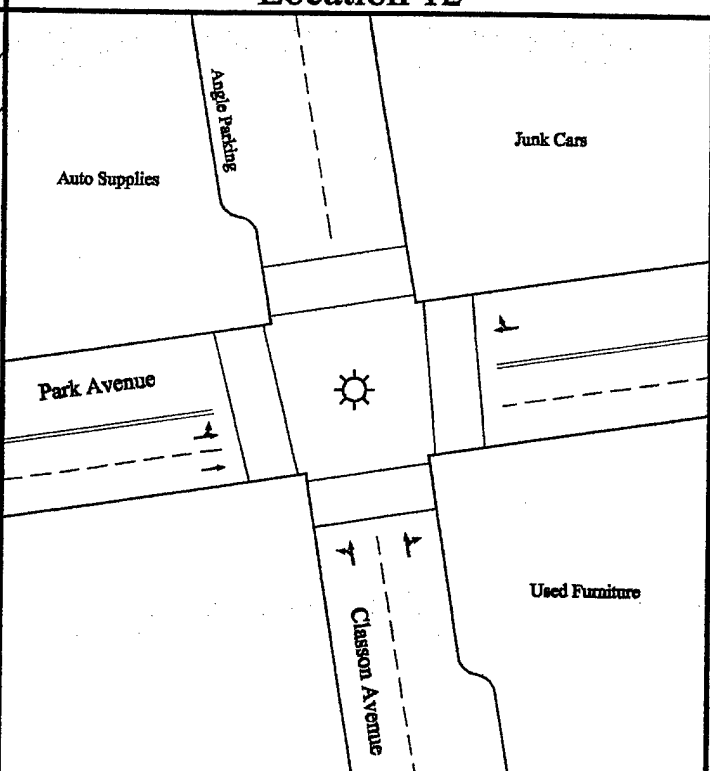 Angle Parking
Junk Cars
Auto Supplies
Park Avenue
Used Furniture
Classon Avenue